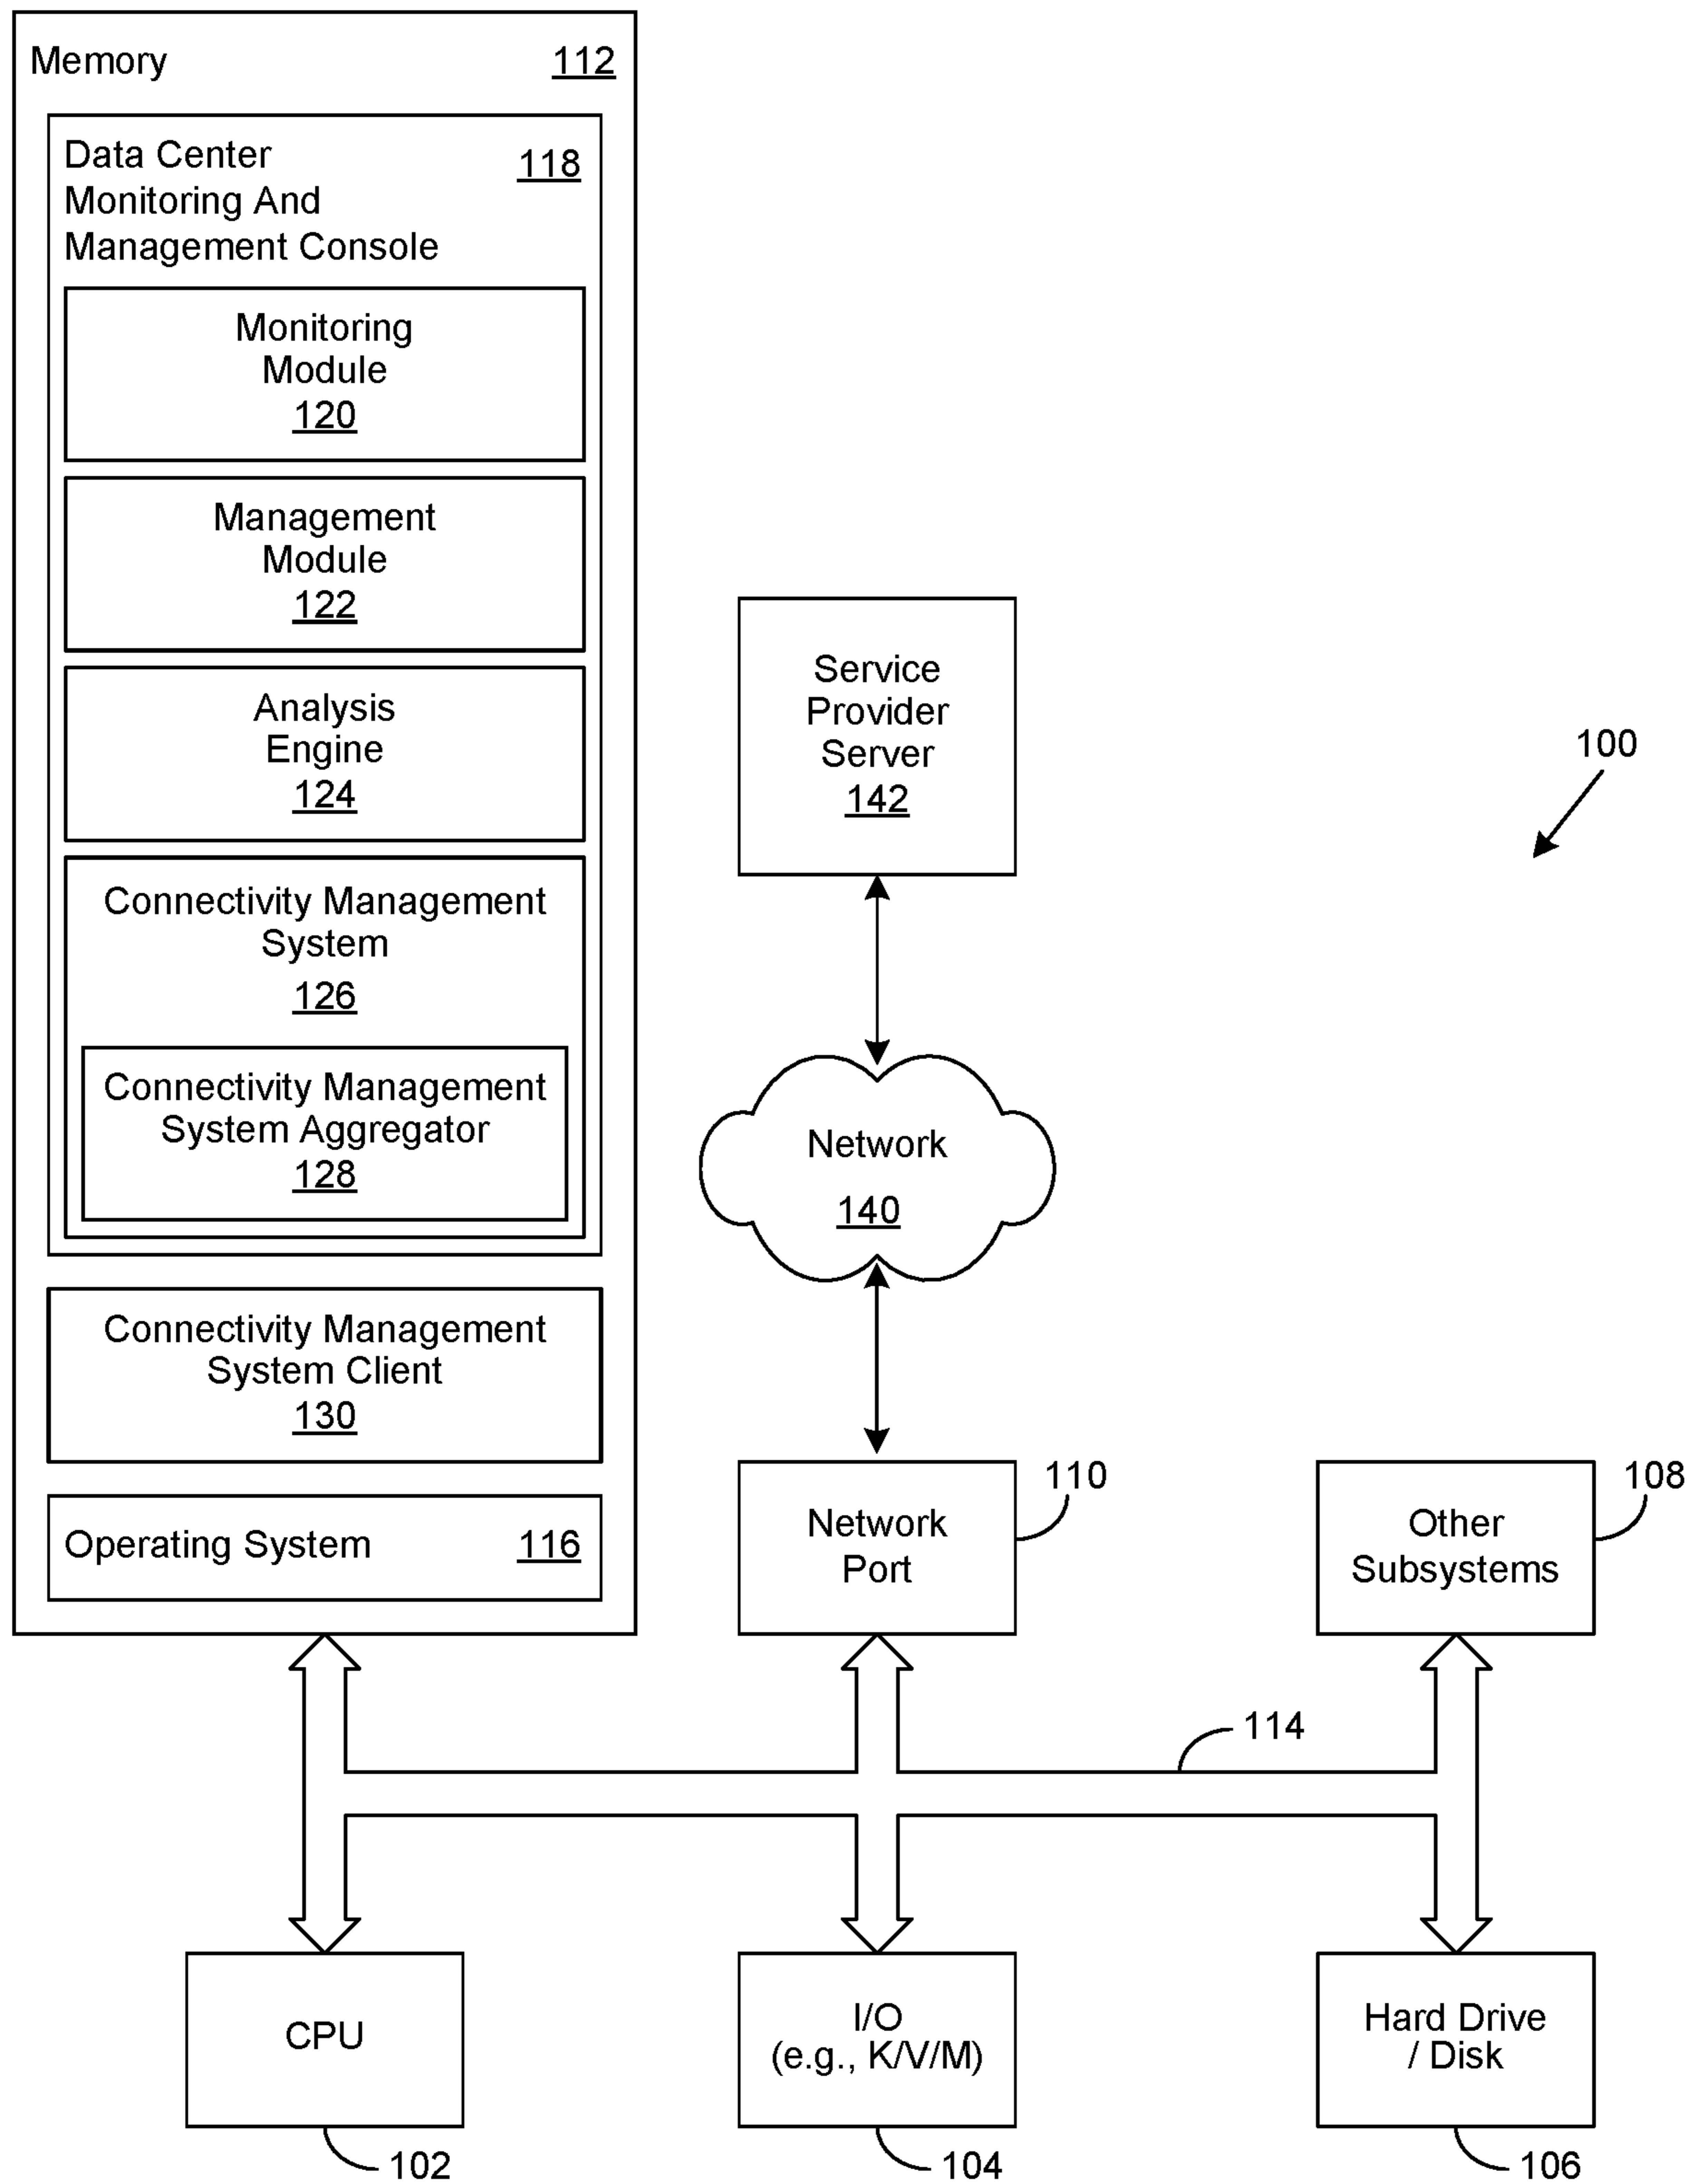 Memory 112
Data Center 118
Monitoring And
Management Console
Monitoring
Module
120
Management
Module
122
Analysis
Engine
124
Connectivity Management
System
126
Connectivity Management
System Aggregator
128
Connectivity Management
System Client
130
Operating System 116
Service
Provider
Server
142
100
Network
140
Network
Port
110
Other
Subsystems
108
114
CPU
102
I/O
(e.g., K/V/M)
104
Hard Drive
/ Disk
106